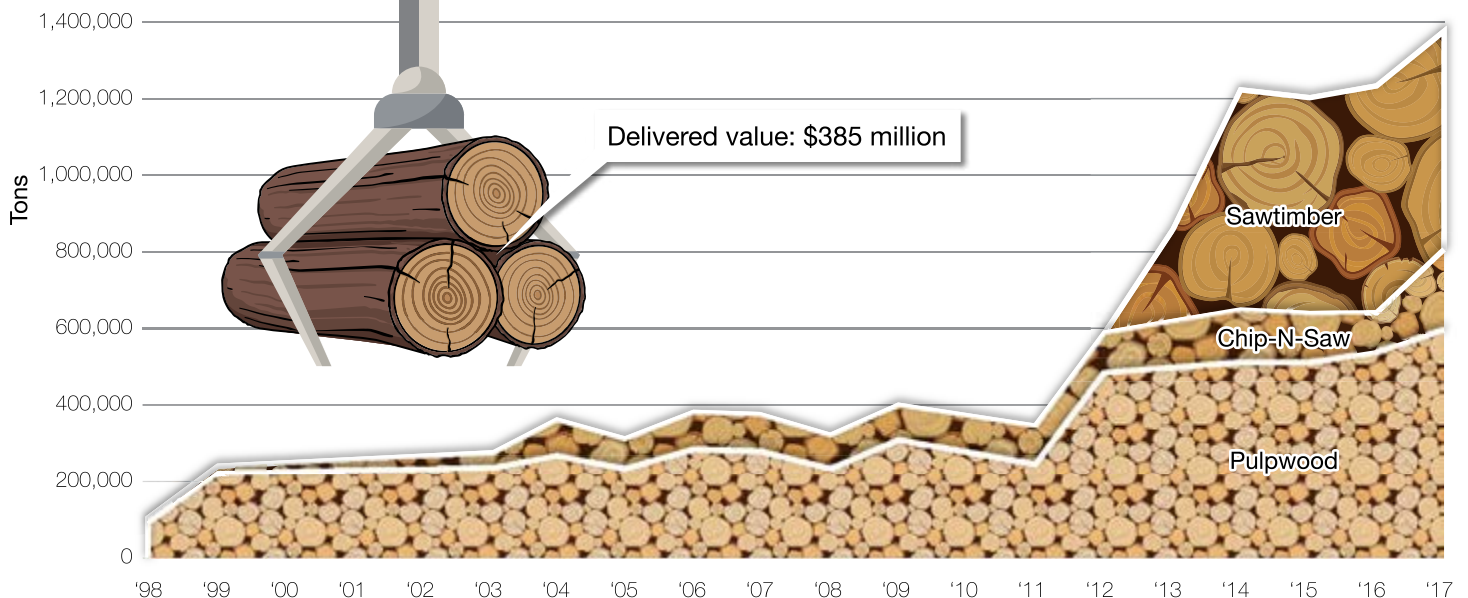 1,400,000
1,200,000
Delivered value: $385 million
1,000,000
Tons
Sawtimber
800,000
600,000
Chip-N-Saw
400,000
Pulpwood
200,000
0
‘98 ‘99 ‘00 ‘01 ‘02 ‘03 ‘04 ‘05 ‘06 ‘07 ‘08 ‘09 ‘10 ‘11 ‘12 ‘13 ‘14 ‘15 ‘16 ‘17